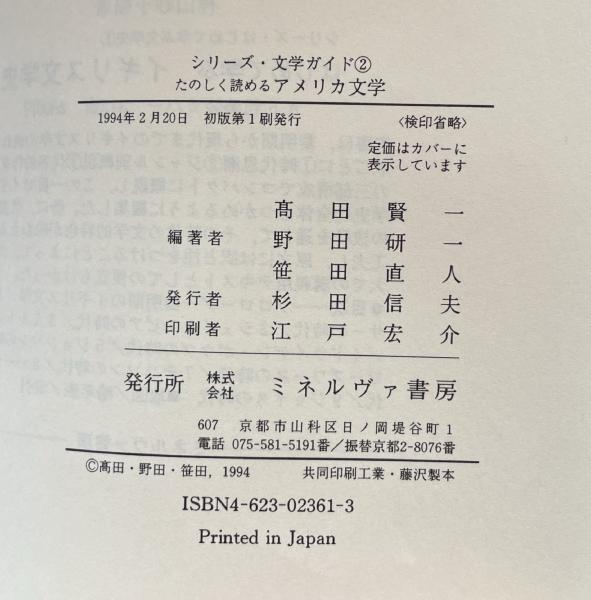 シリーズ・文学ガイド②
たのしく読めるアメリカ文学
1994年2月20日 初版第1刷発行 〈検印省略〉
定価はカバーに
表示しています
髙田賢一
編著者 野田研一
笹田直人
発行者 杉田信夫
印刷者 江戸宏介
発行所 株式会社 ミネルヴァ書房
607 京都市山科区日ノ岡堤谷町1
電話 075-581-5191番/振替京都2-8076番
©髙田・野田・笹田, 1994 共同印刷工業・藤沢製本
ISBN4-623-02361-3
Printed in Japan